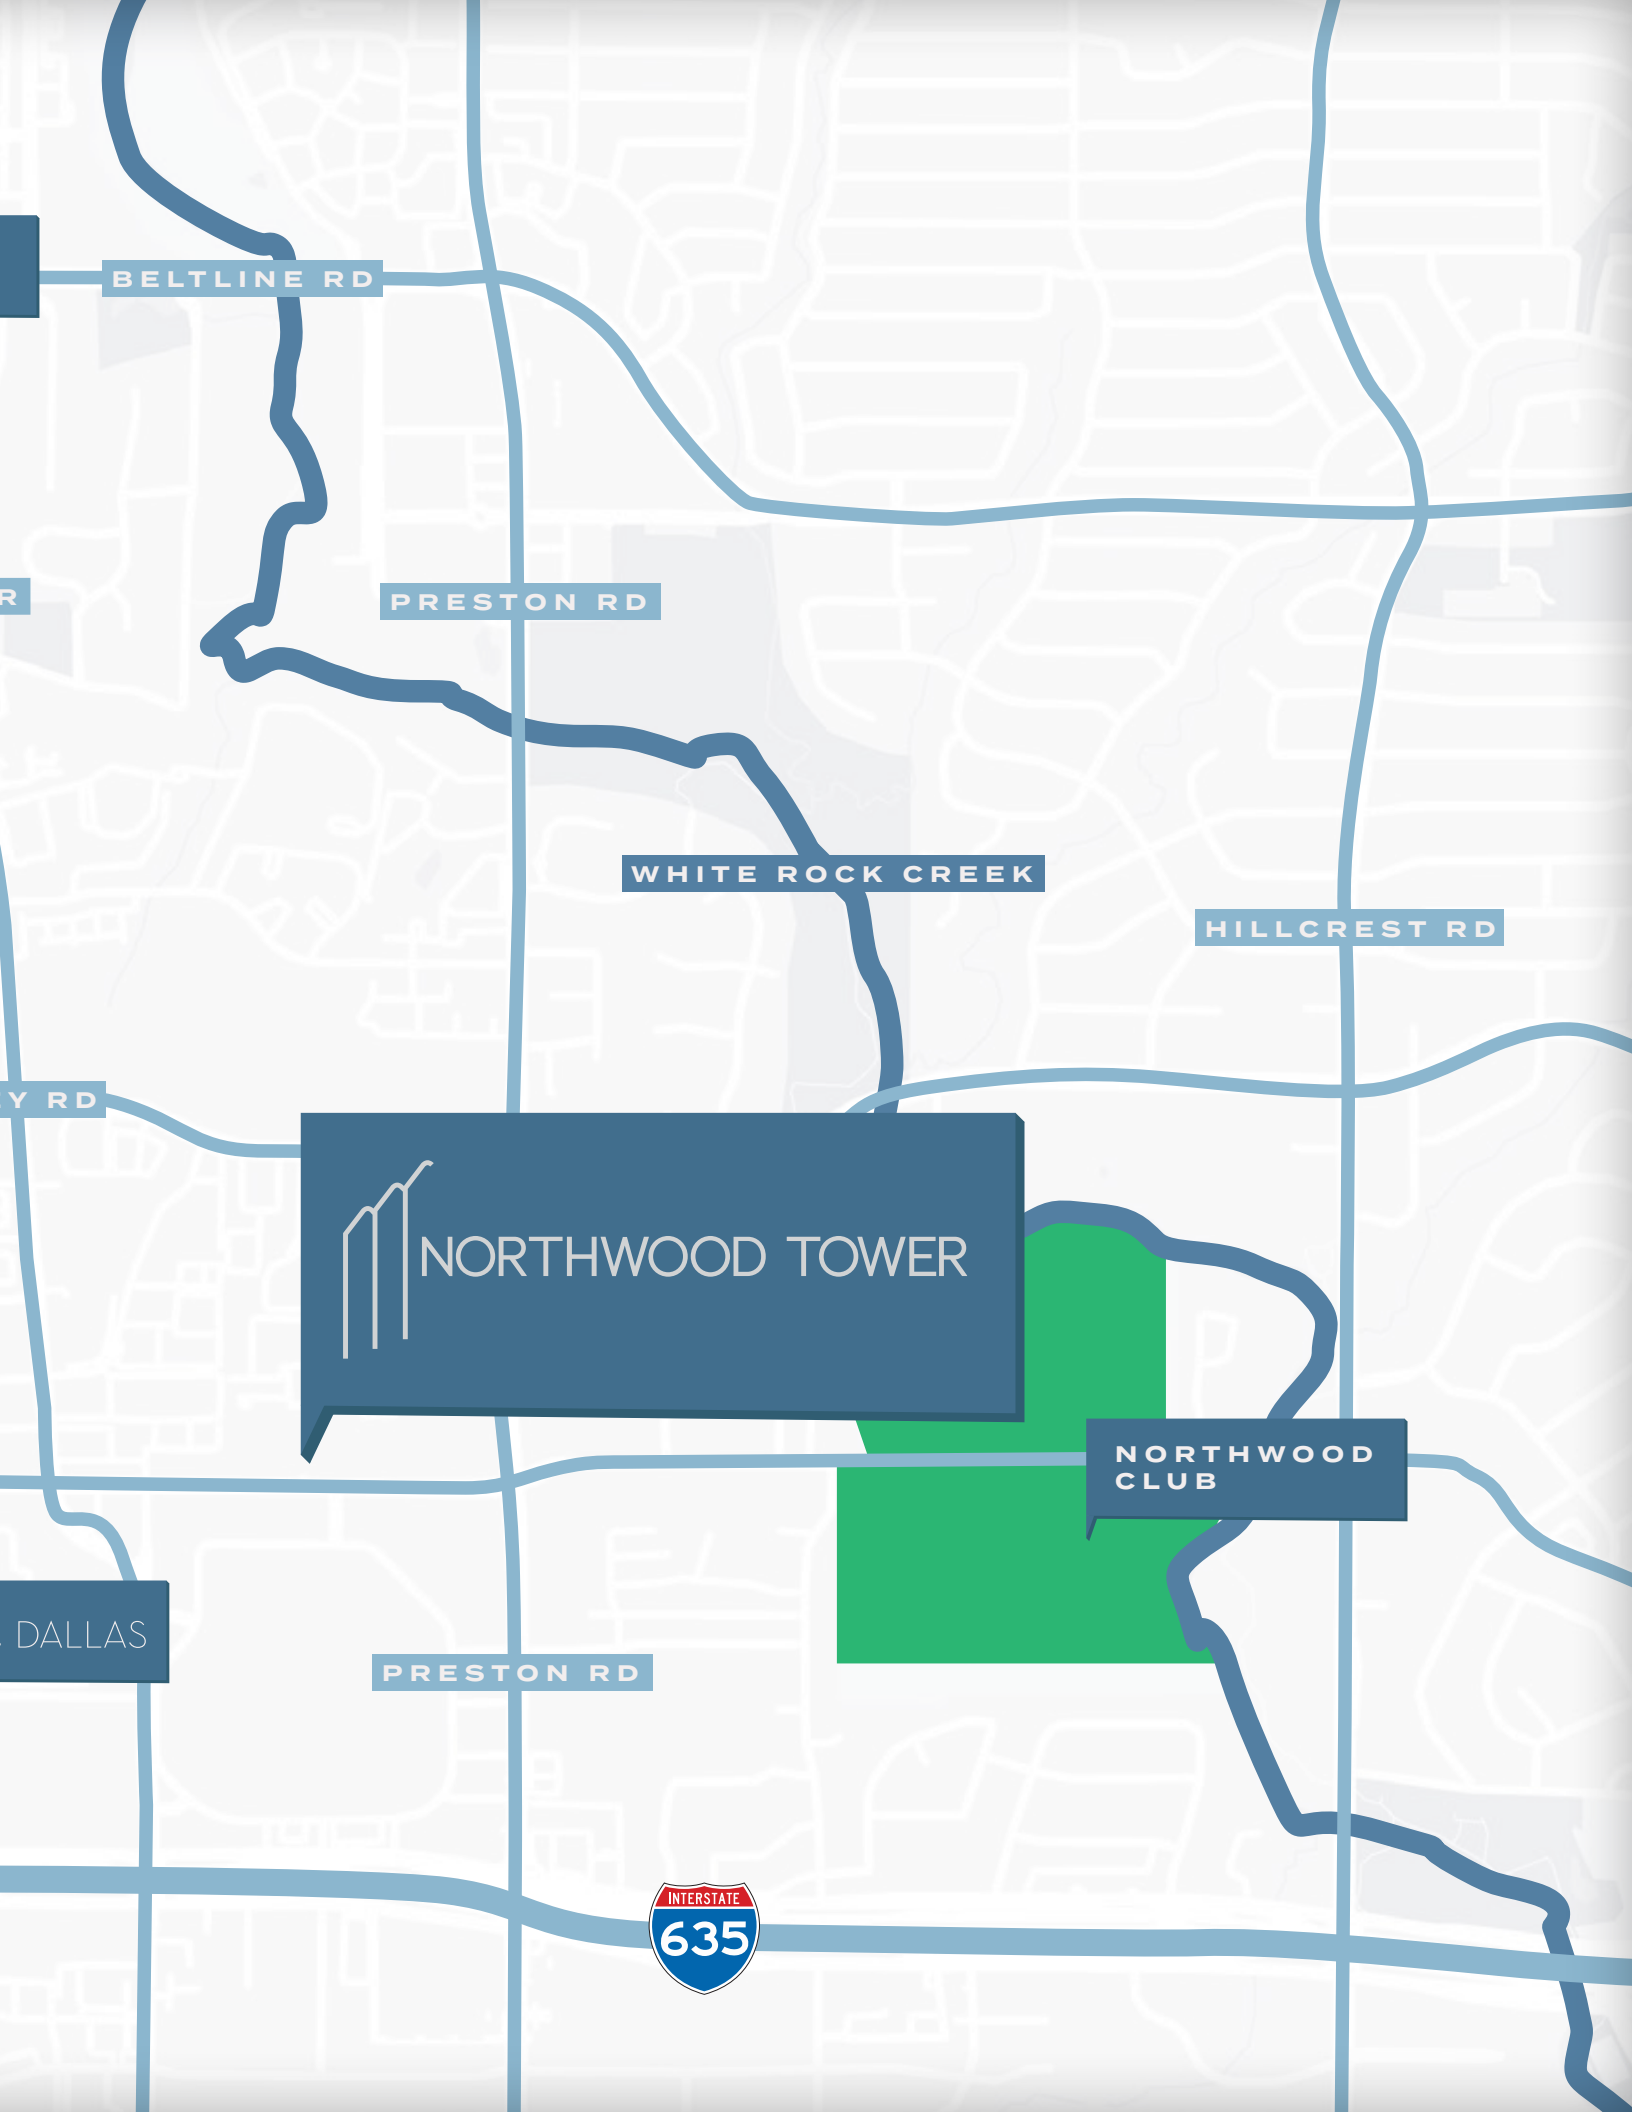 BELTLINE RD
R
PRESTON RD
WHITE ROCK CREEK
HILLCREST RD
Y RD
NORTHWOOD TOWER
NORTHWOOD
CLUB
DALLAS
PRESTON RD
INTERSTATE
635